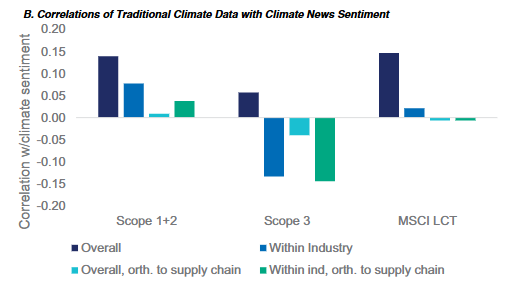 B. Correlations of Traditional Climate Data with Climate News Sentiment
Correlation w/climate sentiment
0.20
0.15
0.10
0.05
0.00
-0.05
-0.10
-0.15
-0.20
Scope 1+2
Scope 3
MSCI LCT
Overall
Within Industry
Overall, orth. to supply chain
Within ind, orth. to supply chain